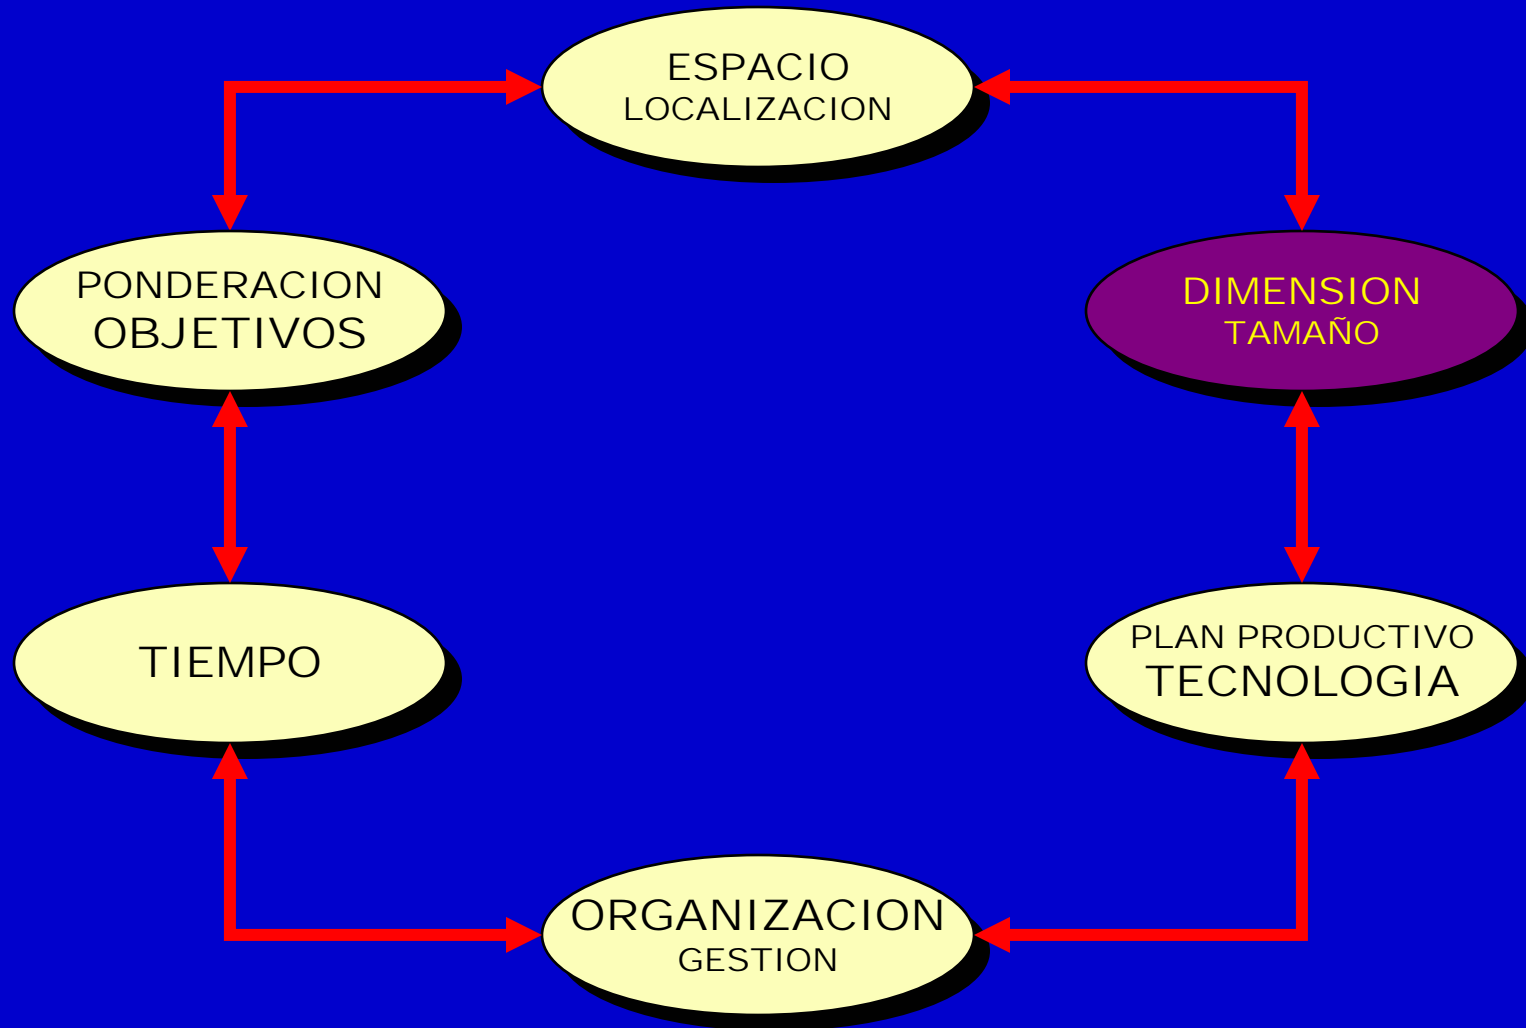 ESPACIO
LOCALIZACION
PONDERACION
OBJETIVOS
DIMENSION
TAMAÑO
TIEMPO
PLAN PRODUCTIVO
TECNOLOGIA
ORGANIZACION
GESTION